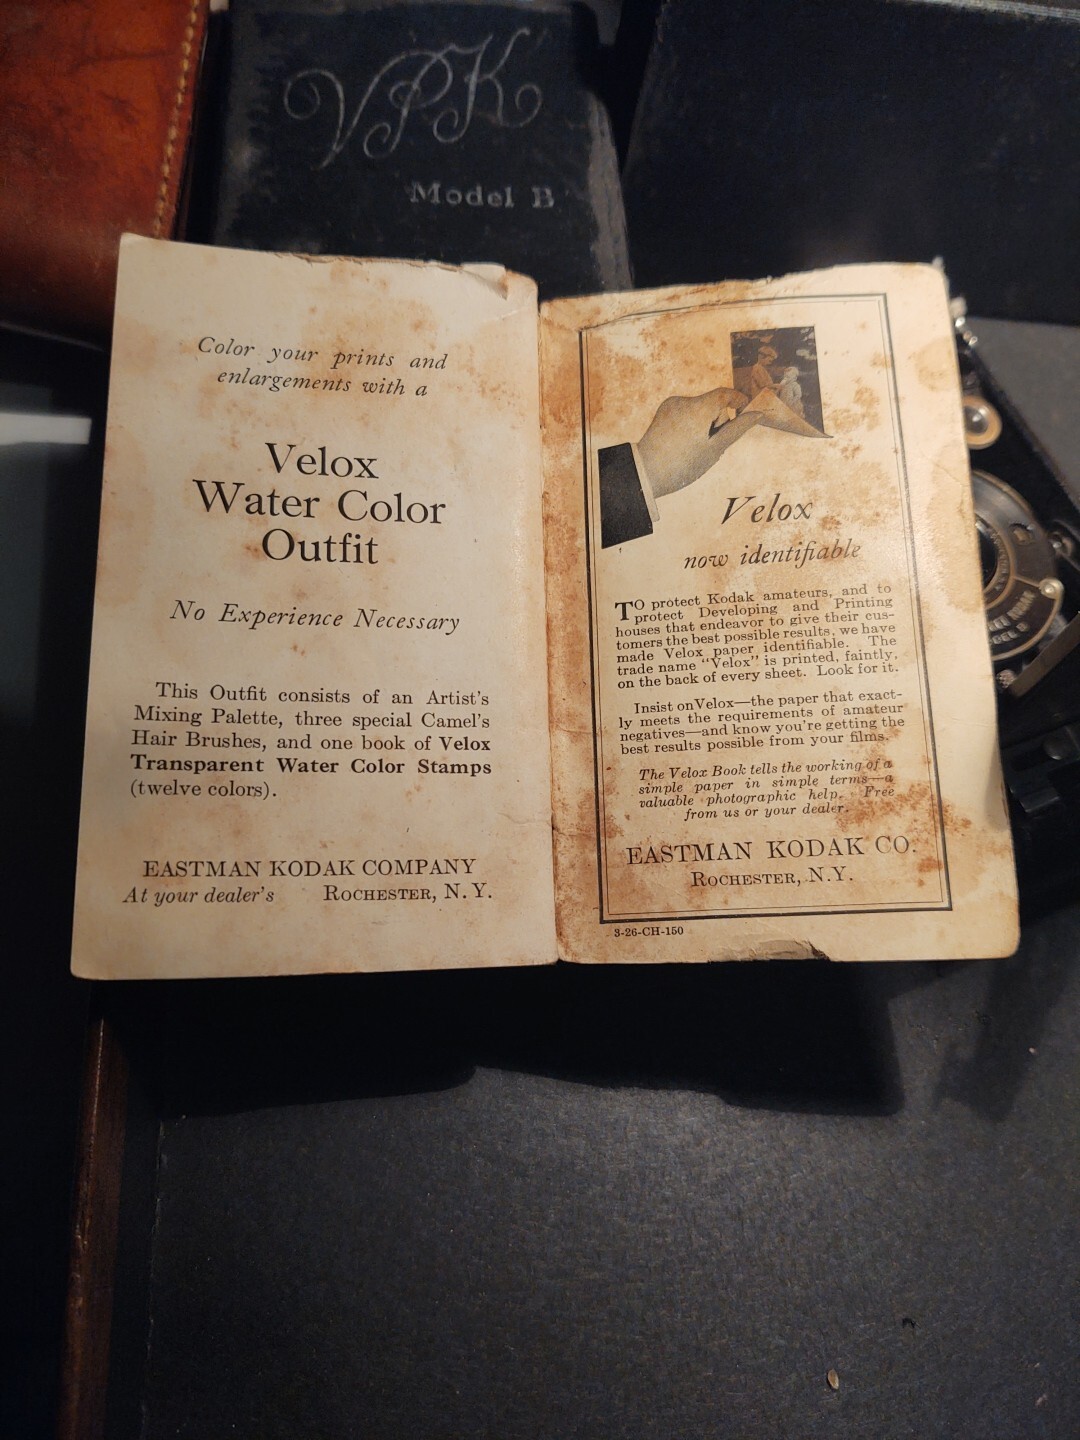 VPK
Model B
Color your prints and
enlargements with a
Velox
Water Color
Outfit
No Experience Necessary
This Outfit consists of an Artist's
Mixing Palette, three special Camel's
Hair Brushes, and one book of Velox
Transparent Water Color Stamps
(twelve colors).
EASTMAN KODAK COMPANY
At your dealer's ROCHESTER, N. Y.
Velox
now identifiable
TO protect Kodak amateurs, and to
protect Developing and Printing
houses that endeavor to give their cus-
tomers the best possible results, we have
made Velox paper identifiable. The
trade name "Velox" is printed, faintly,
on the back of every sheet. Look for it.
Insist on Velox—the paper that exact-
ly meets the requirements of amateur
negatives—and know you're getting the
best results possible from your films.
The Velox Book tells the working of a
simple paper in simple terms—a
valuable photographic help. Free
from us or your dealer.
EASTMAN KODAK CO.
ROCHESTER, N.Y.
3-26-CH-150